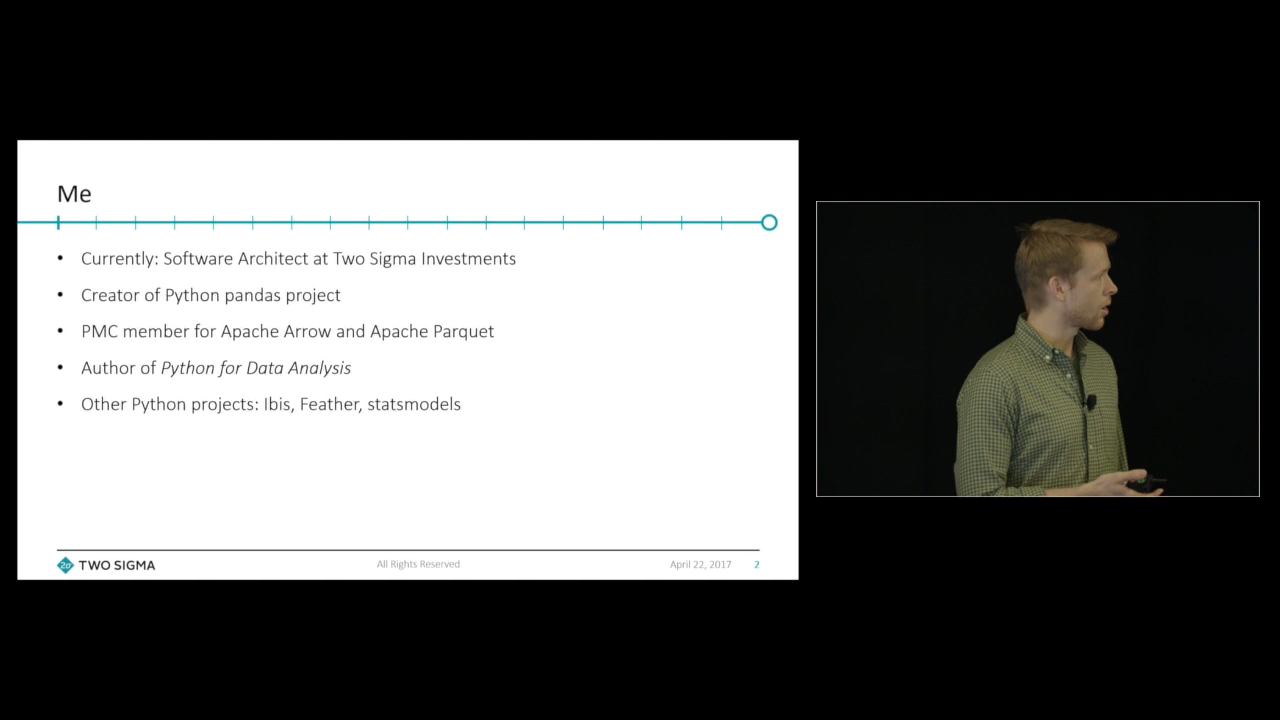 Me
• Currently: Software Architect at Two Sigma Investments
• Creator of Python pandas project
• PMC member for Apache Arrow and Apache Parquet
• Author of Python for Data Analysis
• Other Python projects: Ibis, Feather, statsmodels
2σ TWO SIGMA
All Rights Reserved
April 22, 2017
2